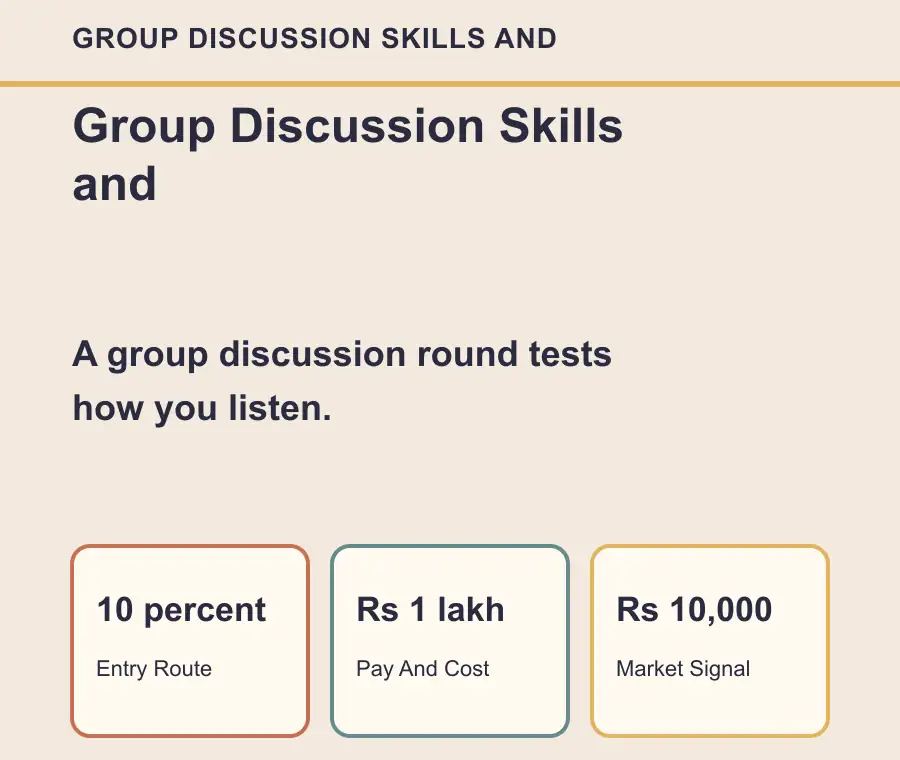 GROUP DISCUSSION SKILLS AND
Group Discussion Skills
and
A group discussion round tests
how you listen.
10 percent
Entry Route
Rs 1 lakh
Pay And Cost
Rs 10,000
Market Signal